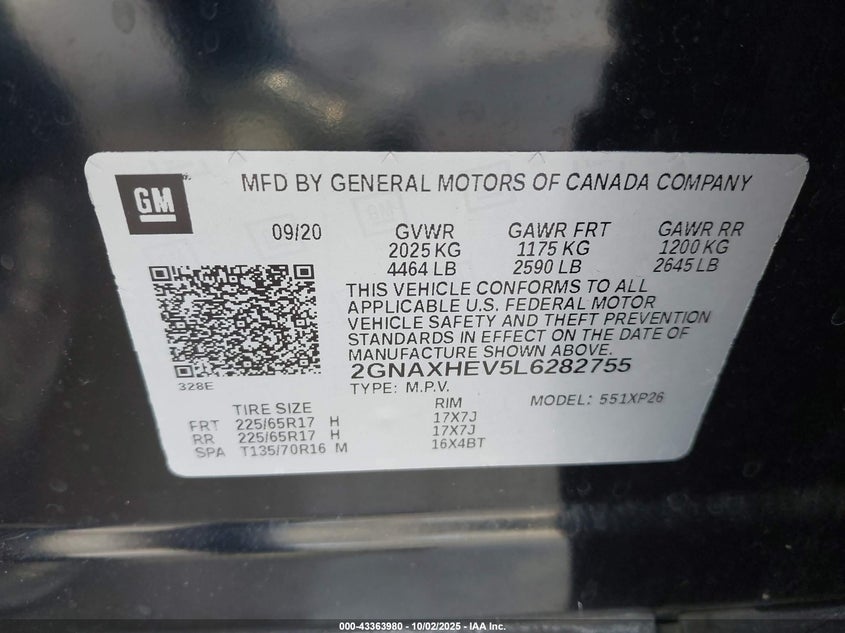 GM
MFD BY GENERAL MOTORS OF CANADA COMPANY
09/20 GVWR GAWR FRT GAWR RR
2025 KG 1175 KG 1200 KG
4464 LB 2590 LB 2645 LB
THIS VEHICLE CONFORMS TO ALL
APPLICABLE U.S. FEDERAL MOTOR
VEHICLE SAFETY AND THEFT PREVENTION
STANDARDS IN EFFECT ON THE DATE OF
MANUFACTURE SHOWN ABOVE.
2GNAXHEV5L6282755
328E
TYPE: M.P.V. MODEL: 551XP26
TIRE SIZE RIM
FRT 225/65R17 H 17X7J
RR 225/65R17 H 17X7J
SPA T135/70R16 M 16X4BT
000-43363980 - 10/02/2025 - IAA Inc.